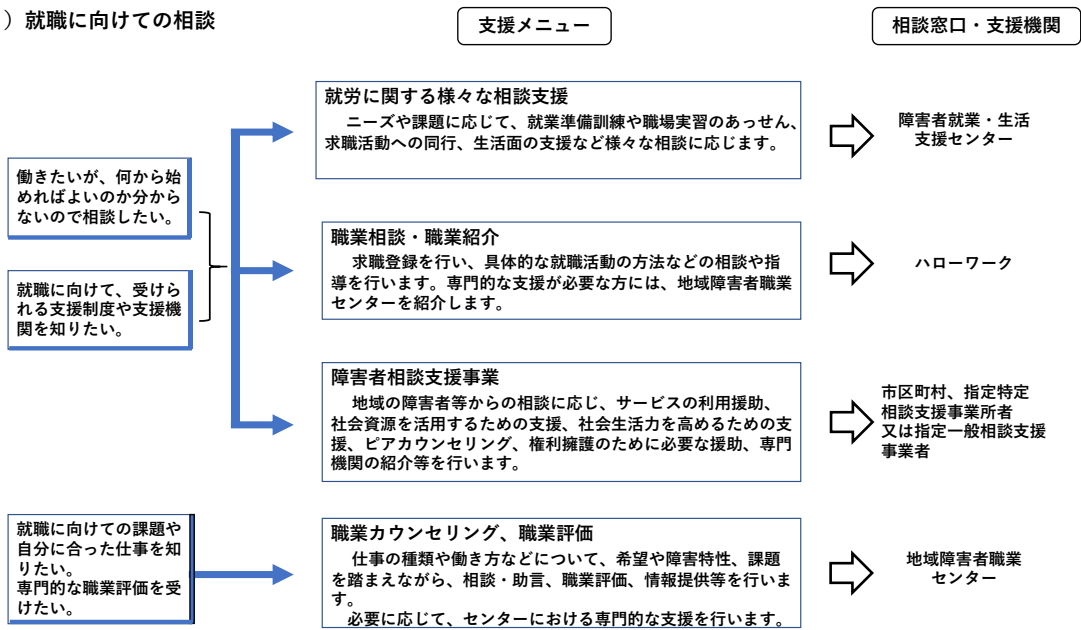 ）就職に向けての相談
支援メニュー
相談窓口・支援機関
働きたいが、何から始
めればよいのか分から
ないので相談したい。
就職に向けて、受けら
れる支援制度や支援機
関を知りたい。
就労に関する様々な相談支援
ニーズや課題に応じて、就業準備訓練や職場実習のあっせん、
求職活動への同行、生活面の支援など様々な相談に応じます。
障害者就業・生活
支援センター
職業相談・職業紹介
求職登録を行い、具体的な就職活動の方法などの相談や指
導を行います。専門的な支援が必要な方には、地域障害者職業
センターを紹介します。
ハローワーク
障害者相談支援事業
地域の障害者等からの相談に応じ、サービスの利用援助、
社会資源を活用するための支援、社会生活力を高めるための支
援、ピアカウンセリング、権利擁護のために必要な援助、専門
機関の紹介等を行います。
市区町村、指定特定
相談支援事業所者
又は指定一般相談支援
事業者
就職に向けての課題や
自分に合った仕事を知
りたい。
専門的な職業評価を受
けたい。
職業カウンセリング、職業評価
仕事の種類や働き方などについて、希望や障害特性、課題
を踏まえながら、相談・助言、職業評価、情報提供等を行いま
す。
必要に応じて、センターにおける専門的な支援を行います。
地域障害者職業
センター